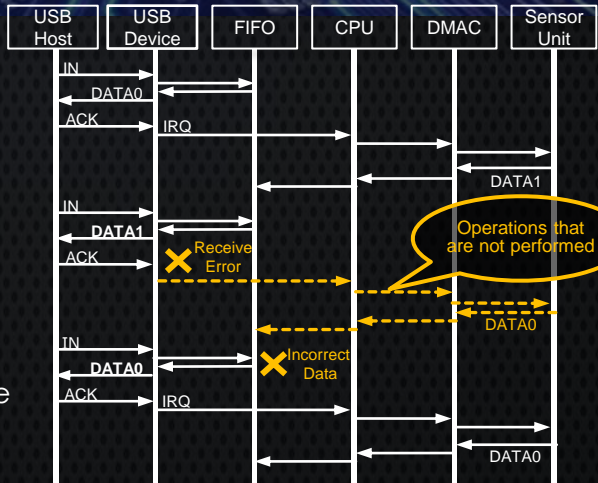 USB
Host
USB
Device
FIFO
CPU
DMAC
Sensor
Unit
IN
DATA0
ACK
IRQ
DATA1
IN
DATA1
ACK
Receive
Error
Operations that
are not performed
DATA0
IN
DATA0
Incorrect
Data
e
ACK
IRQ
DATA0